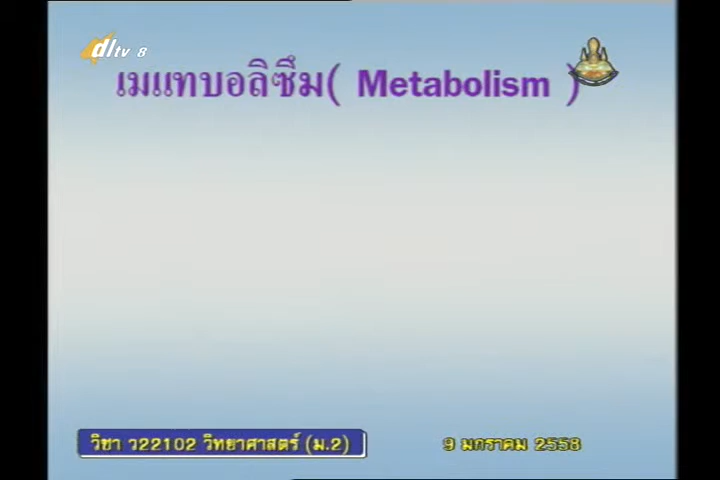 dltv 8
เมแทบอลิซึม( Metabolism )
วิชา ว22102 วิทยาศาสตร์ (ม.2)
9 มกราคม 2558